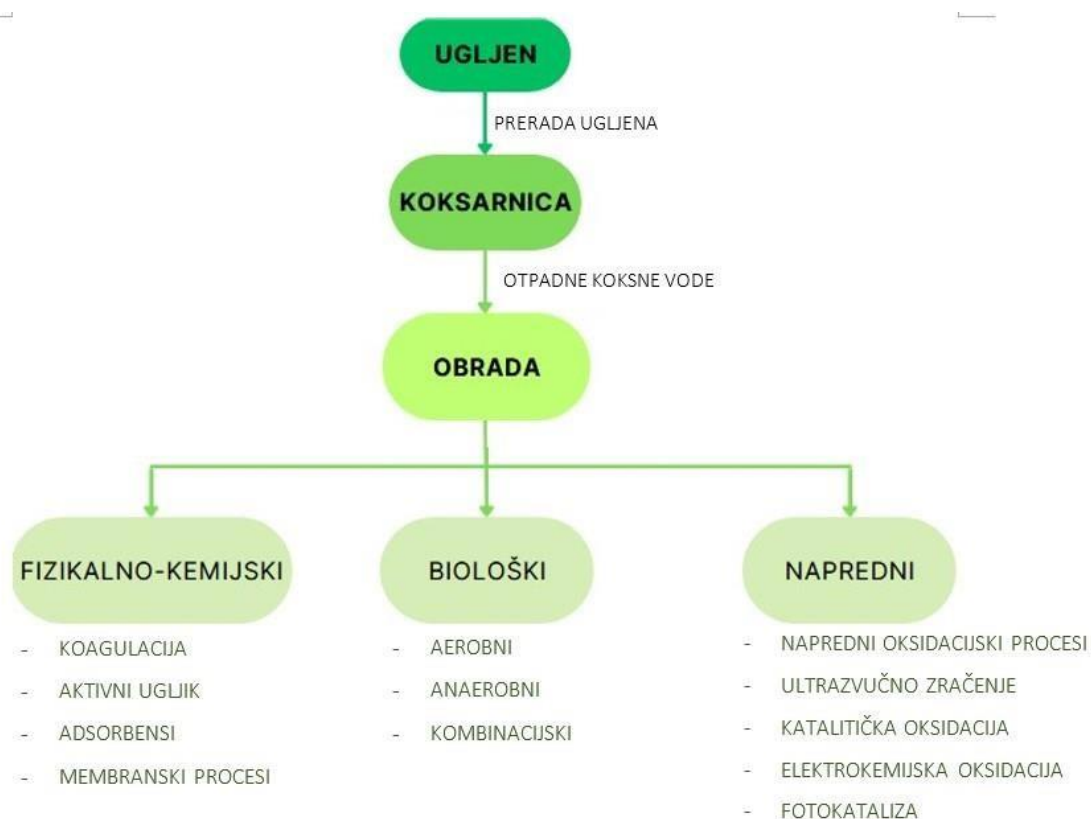 UGLJEN
PRERADA UGLJENA
KOKSARNICA
OTPADNE KOKSNE VODE
OBRADA
FIZIKALNO-KEMIJSKI
- KOAGULACIJA
- AKTIVNI UGLJIK
- ADSORBENSI
- MEMBRANSKI PROCESI
BIOLOŠKI
- AEROBNI
- ANAEROBNI
- KOMBINACIJSKI
NAPREDNI
- NAPREDNI OKSIDACIJSKI PROCESI
- ULTRAZVUČNO ZRAČENJE
- KATALITIČKA OKSIDACIJA
- ELEKTROKEMIJSKA OKSIDACIJA
- FOTOKATALIZA